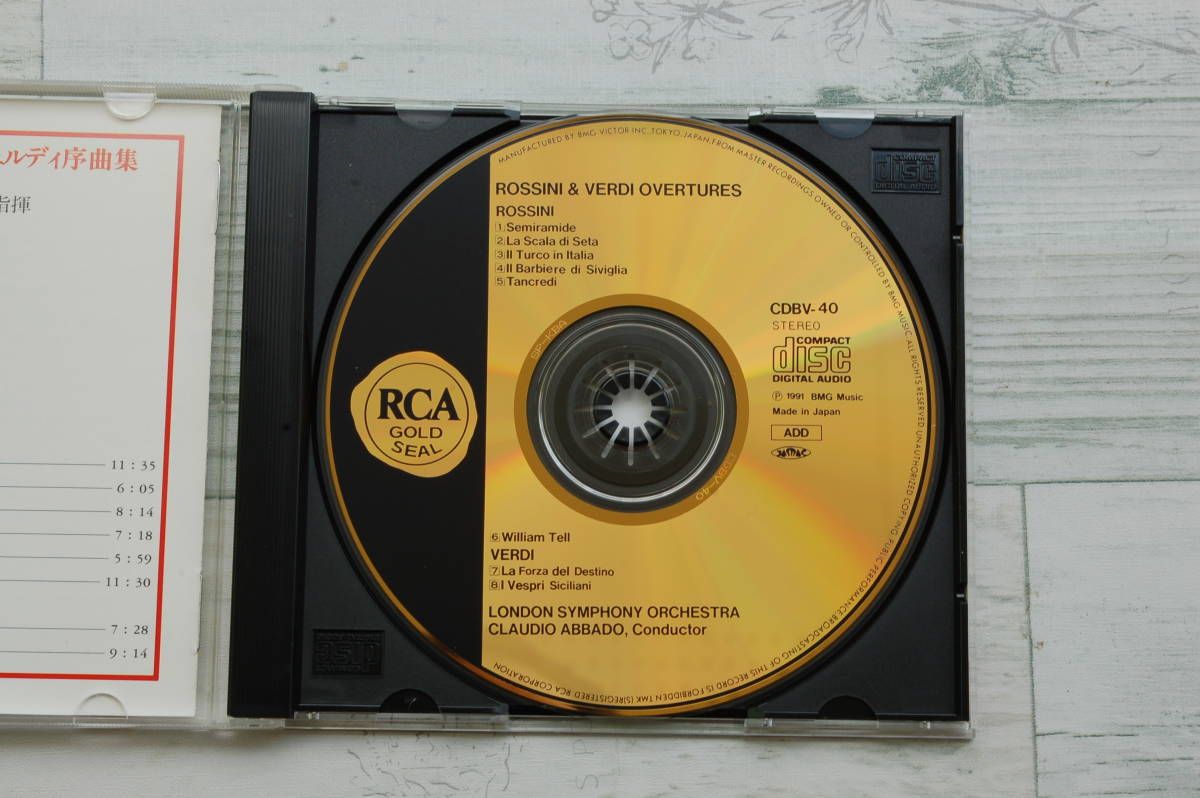 ルディ序曲集
指揮
11 : 35
6 : 05
8 : 14
7 : 18
5 : 59
11 : 30
7 : 28
9 : 14
MANUFACTURED BY BMG VICTOR INC. TOKYO, JAPAN, FROM MASTER RECORDINGS OWNED OR CONTROLLED BY BMG MUSIC ALL RIGHTS RESERVED UNAUTHORIZED COPYING PUBLIC PERFORMANCE BROADCASTING OF THIS RECORD IS FORBIDDEN TMK (S) REGISTERED RCA CORPORATION
ROSSINI & VERDI OVERTURES
ROSSINI
1 Semiramide
2 La Scala di Seta
3 Il Turco in Italia
4 Il Barbiere di Siviglia
5 Tancredi
CDBV-40
STEREO
COMPACT
disc
DIGITAL AUDIO
Ⓟ 1991 BMG Music
Made in Japan
ADD
JASRAC
RCA
GOLD
SEAL
CDBV-40
6 William Tell
VERDI
7 La Forza del Destino
8 I Vespri Siciliani
LONDON SYMPHONY ORCHESTRA
CLAUDIO ABBADO, Conductor
COMPACT
disc
DIGITAL AUDIO